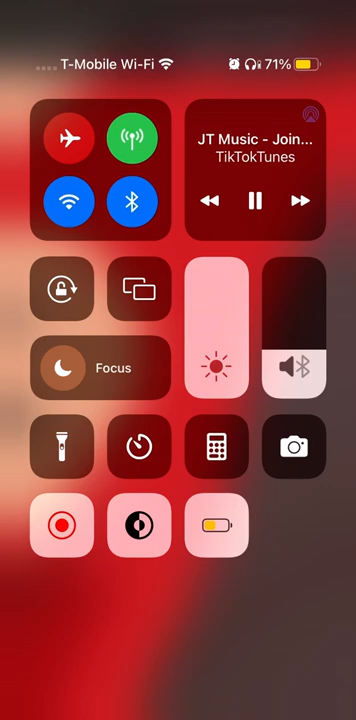 T-Mobile Wi-Fi
71%
JT Music - Join...
TikTokTunes
Focus